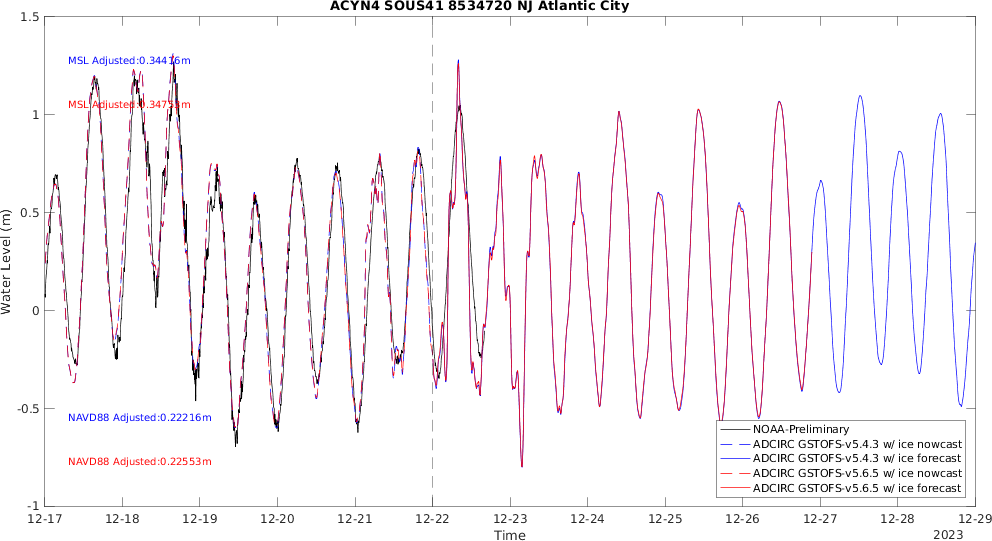 ACYN4 SOUS41 8534720 NJ Atlantic City
Water Level (m)
1.5
1
0.5
0
-0.5
-1
MSL Adjusted:0.34416m
MSL Adjusted:0.34755m
NAVD88 Adjusted:0.22216m
NAVD88 Adjusted:0.22553m
NOAA-Preliminary
ADCIRC GSTOFS-v5.4.3 w/ ice nowcast
ADCIRC GSTOFS-v5.4.3 w/ ice forecast
ADCIRC GSTOFS-v5.6.5 w/ ice nowcast
ADCIRC GSTOFS-v5.6.5 w/ ice forecast
12-17 12-18 12-19 12-20 12-21 12-22 12-23 12-24 12-25 12-26 12-27 12-28 12-29
Time
2023